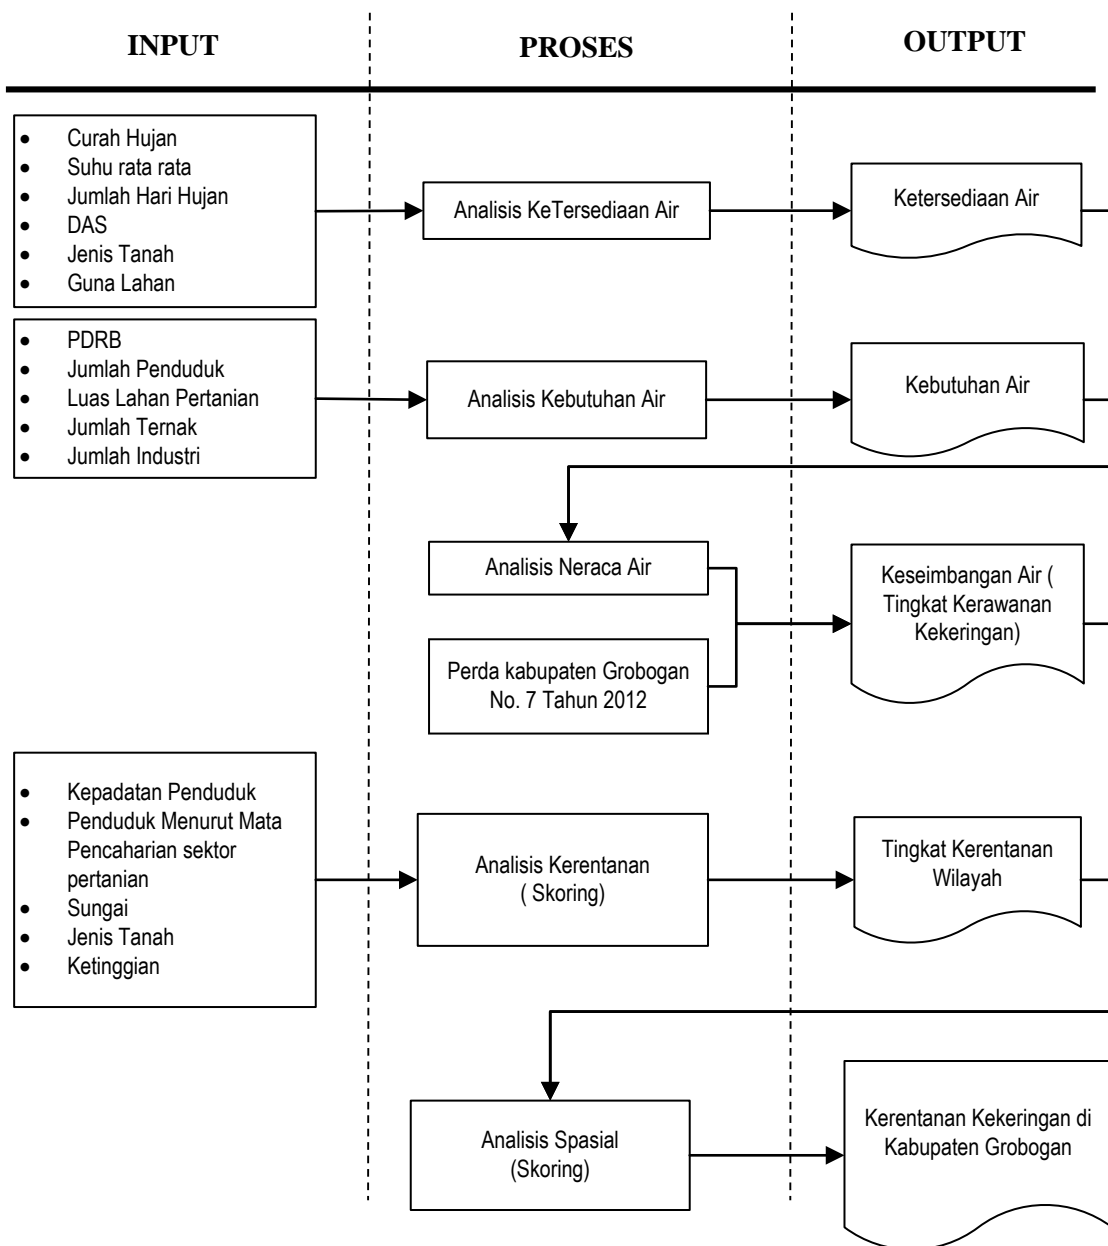 INPUT
PROSES
OUTPUT
• Curah Hujan
• Suhu rata rata
• Jumlah Hari Hujan
• DAS
• Jenis Tanah
• Guna Lahan
Analisis KeTersediaan Air
Ketersediaan Air
• PDRB
• Jumlah Penduduk
• Luas Lahan Pertanian
• Jumlah Ternak
• Jumlah Industri
Analisis Kebutuhan Air
Kebutuhan Air
Analisis Neraca Air
Perda kabupaten Grobogan
No. 7 Tahun 2012
Keseimbangan Air (
Tingkat Kerawanan
Kekeringan)
• Kepadatan Penduduk
• Penduduk Menurut Mata
Pencaharian sektor
pertanian
• Sungai
• Jenis Tanah
• Ketinggian
Analisis Kerentanan
( Skoring)
Tingkat Kerentanan
Wilayah
Analisis Spasial
(Skoring)
Kerentanan Kekeringan di
Kabupaten Grobogan